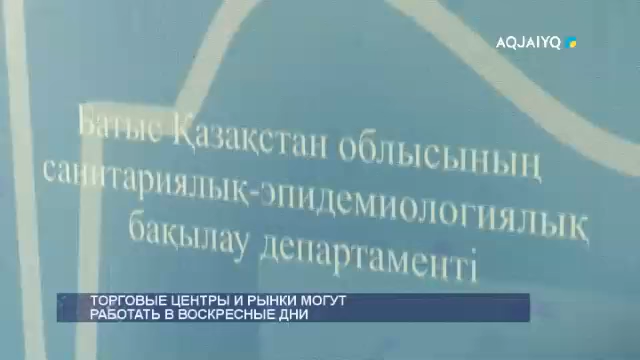 AQJAIYQ
Батыс Қазақстан облысының
санитариялық-эпидемиологиялық
бақылау департаменті
ТОРГОВЫЕ ЦЕНТРЫ И РЫНКИ МОГУТ
РАБОТАТЬ В ВОСКРЕСНЫЕ ДНИ